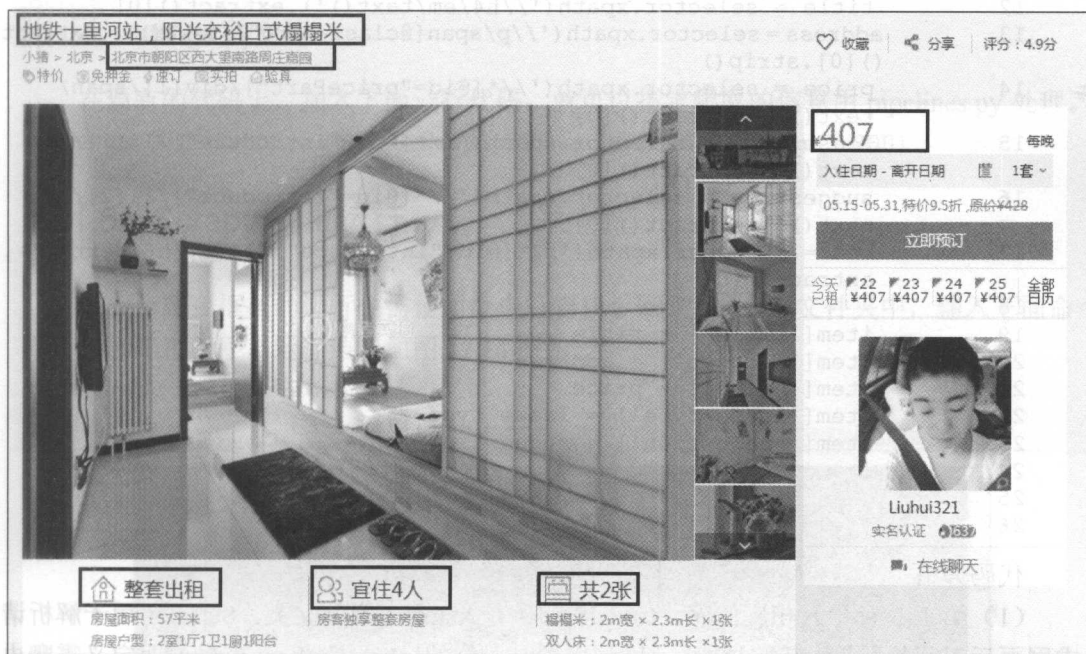 地铁十里河站，阳光充裕日式榻榻米
小猪 > 北京 > 北京市朝阳区西大望南路周庄嘉园
特价 免押金 速订 实拍 验真
收藏 分享 评分：4.9分
¥407 每晚
入住日期 - 离开日期 1套
05.15-05.31,特价9.5折 ,原价¥428
立即预订
今天 22 23 24 25 全部
已租 ¥407 ¥407 ¥407 ¥407 日历
Liuhui321
实名认证
在线聊天
整套出租 宜住4人 共2张
房屋面积：57平米 房客独享整套房屋 榻榻米：2m宽 × 2.3m长 ×1张
房屋户型：2室1厅1卫1厨1阳台 双人床：2m宽 × 2.3m长 ×1张